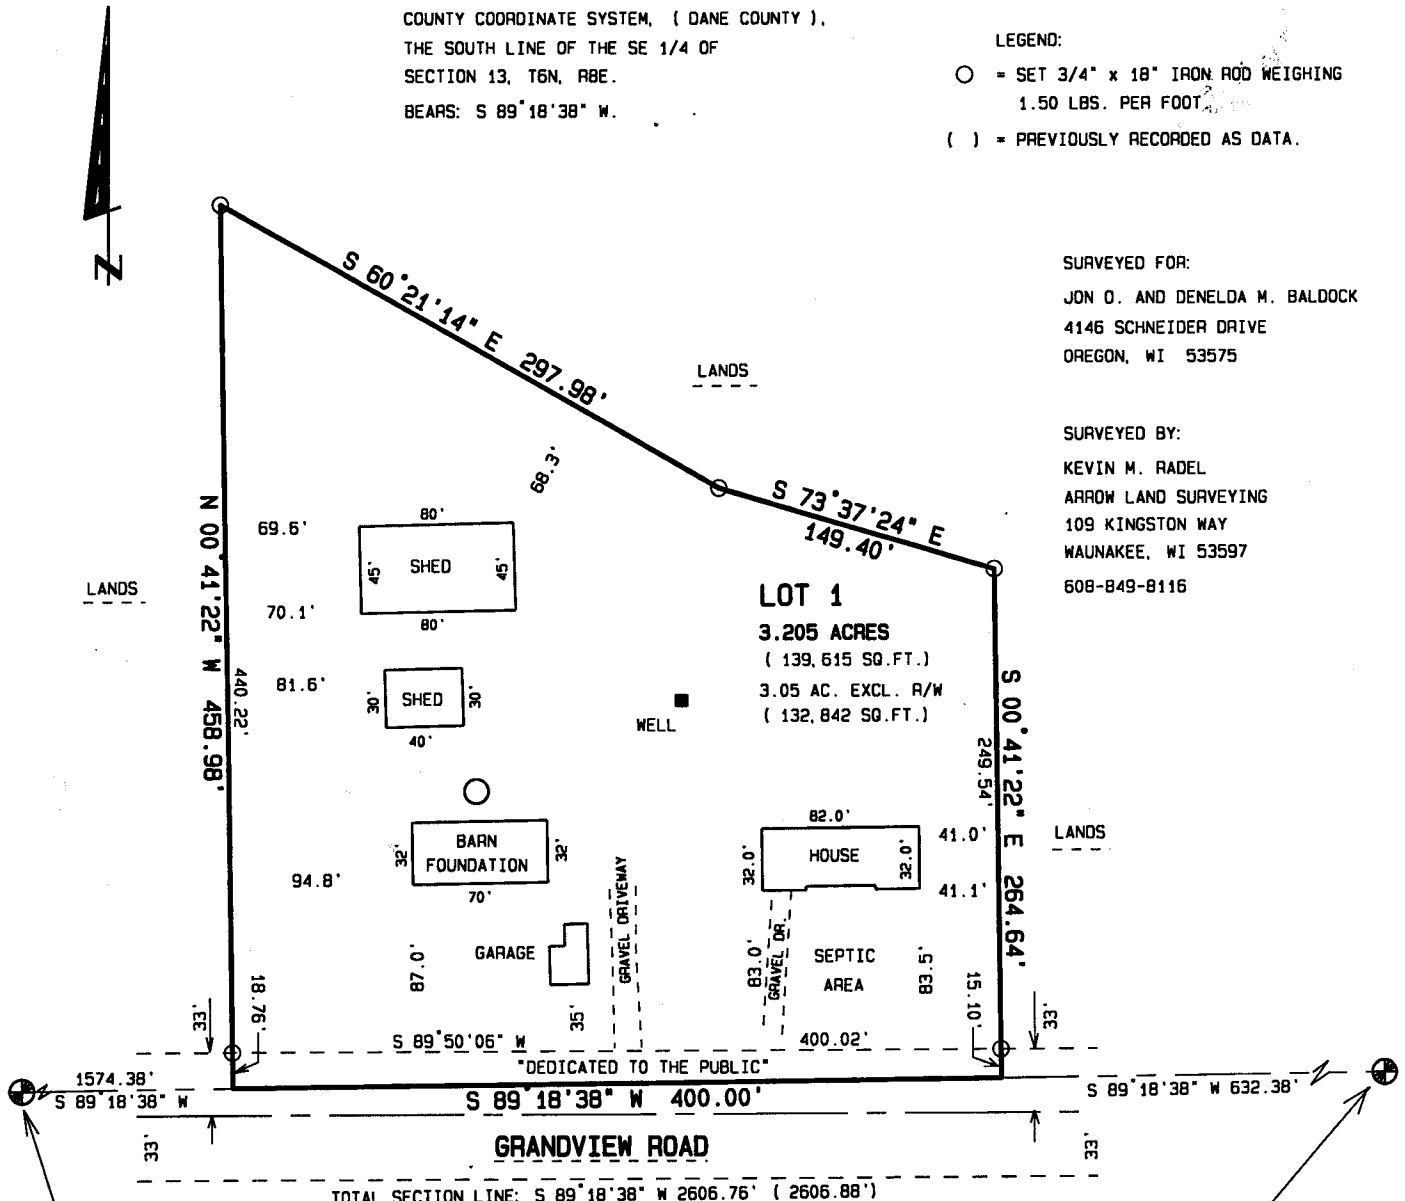 COUNTY COORDINATE SYSTEM, ( DANE COUNTY ),
THE SOUTH LINE OF THE SE 1/4 OF
SECTION 13, T6N, R8E.
BEARS: S 89°18'38" W.
LEGEND:
= SET 3/4" x 18" IRON ROD WEIGHING
1.50 LBS. PER FOOT.
( ) = PREVIOUSLY RECORDED AS DATA.
N
SURVEYED FOR:
JON O. AND DENELDA M. BALDOCK
4146 SCHNEIDER DRIVE
OREGON, WI 53575
SURVEYED BY:
KEVIN M. RADEL
ARROW LAND SURVEYING
109 KINGSTON WAY
WAUNAKEE, WI 53597
608-849-8116
S 60°21'14" E 297.98'
LANDS
68.3'
S 73°37'24" E
149.40'
N 00°41'22" W 458.98'
440.22'
LANDS
69.6'
70.1'
80'
45'
SHED
45'
80'
81.6'
30'
SHED
30'
40'
WELL
LOT 1
3.205 ACRES
( 139,615 SQ.FT.)
3.05 AC. EXCL. R/W
( 132,842 SQ.FT.)
S 00°41'22" E 264.64'
249.54'
LANDS
94.8'
32'
BARN
FOUNDATION
32'
70'
82.0'
32.0'
HOUSE
32.0'
41.0'
41.1'
87.0'
GARAGE
35'
GRAVEL DRIVEWAY
83.0'
GRAVEL DR.
SEPTIC
AREA
83.5'
33'
18.76'
15.10'
33'
S 89°50'06" W
400.02'
"DEDICATED TO THE PUBLIC"
1574.38'
S 89°18'38" W
S 89°18'38" W 400.00'
S 89°18'38" W 632.38'
33'
GRANDVIEW ROAD
33'
TOTAL SECTION LINE: S 89°18'38" W 2606.76' ( 2606.88')